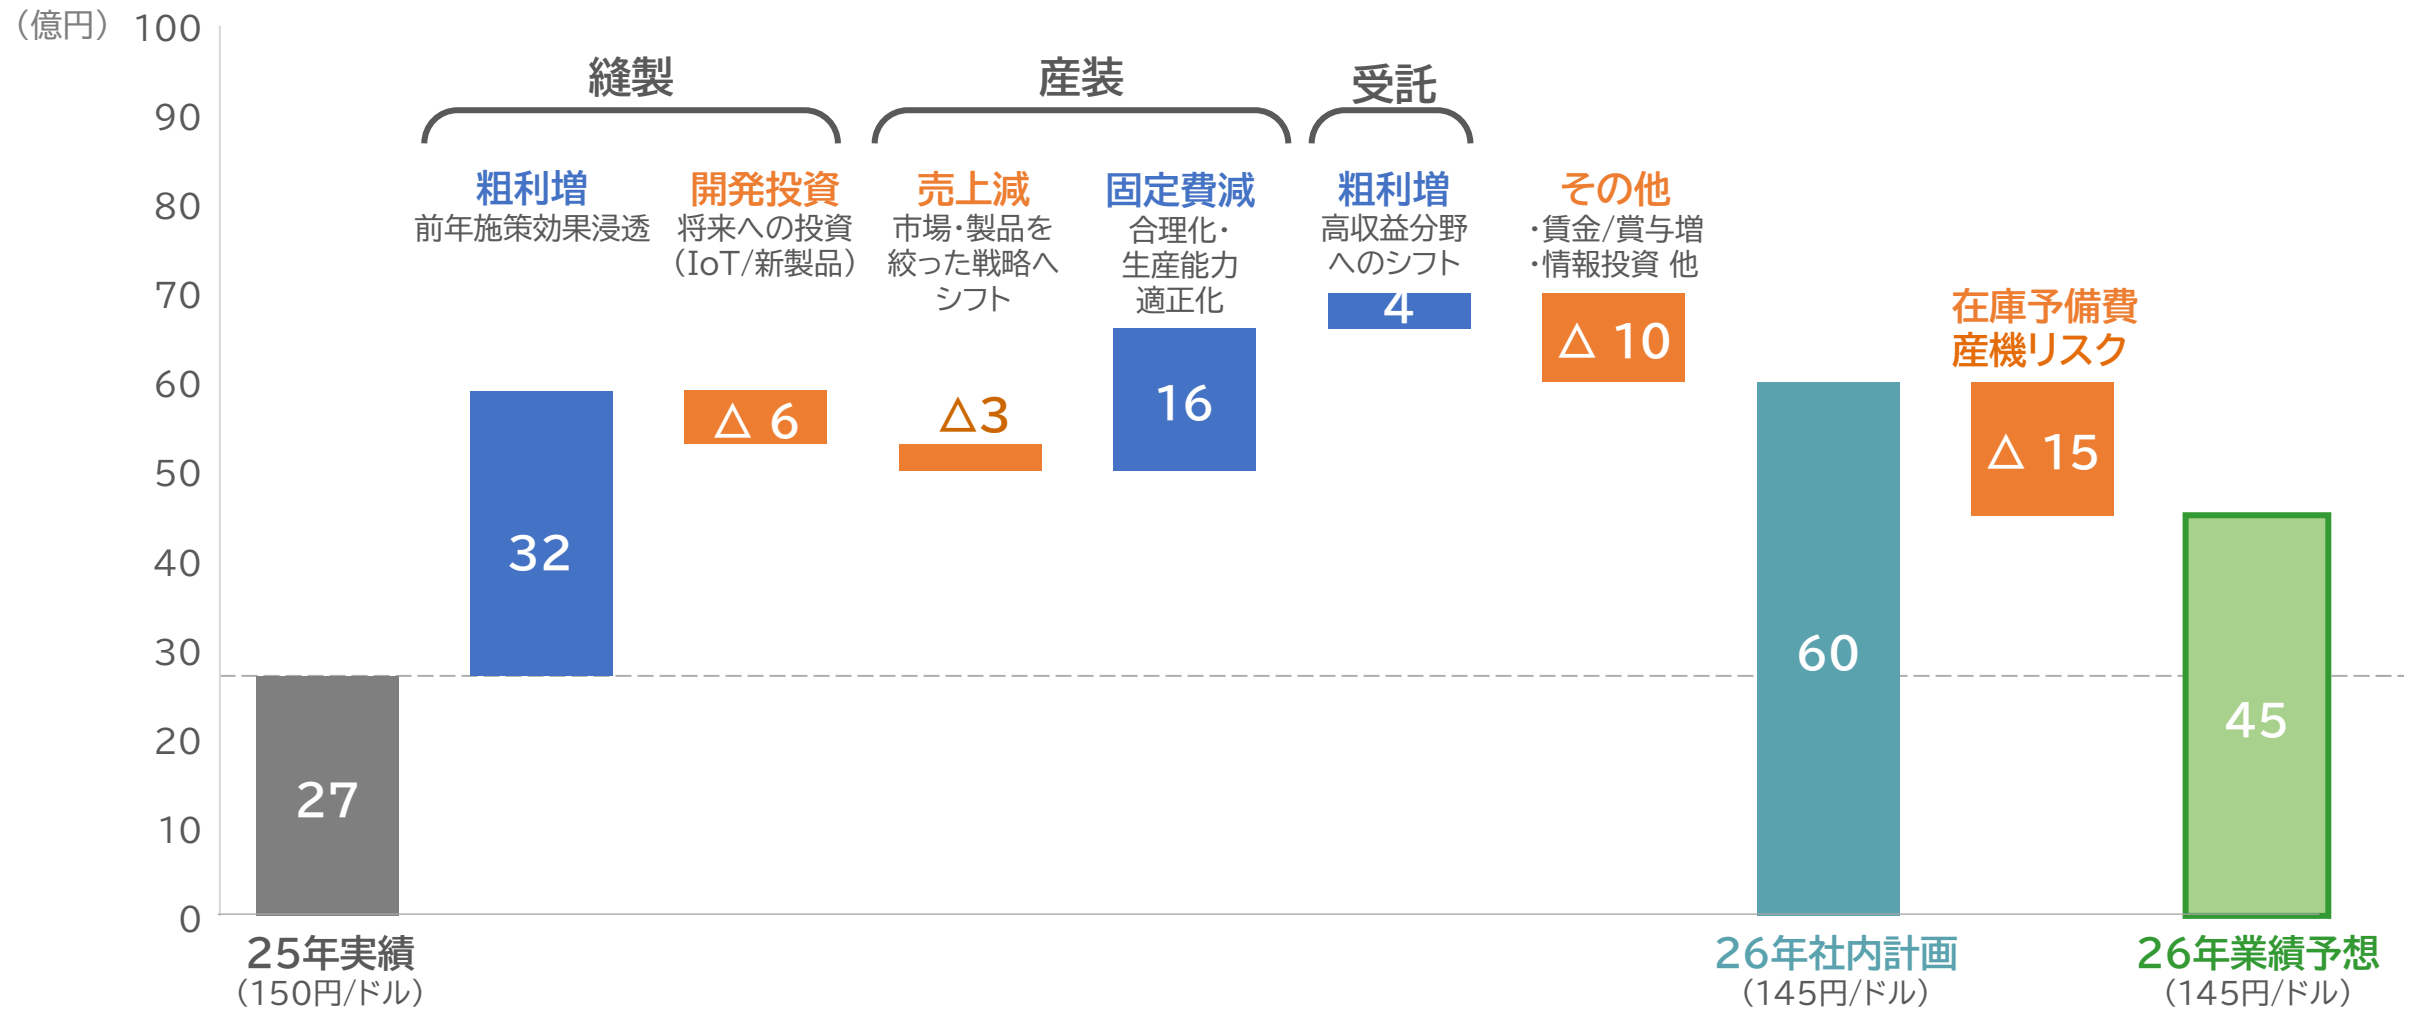 （億円）
100
90
80
70
60
50
40
30
20
10
0
縫製
産装
受託
粗利増
前年施策効果浸透
開発投資
将来への投資
（IoT/新製品）
売上減
市場・製品を
絞った戦略へ
シフト
固定費減
合理化・
生産能力
適正化
粗利増
高収益分野
へのシフト
その他
・賃金/賞与増
・情報投資 他
在庫予備費
産機リスク
27
32
△ 6
△3
16
4
△ 10
60
△ 15
45
25年実績
（150円/ドル）
26年社内計画
（145円/ドル）
26年業績予想
（145円/ドル）